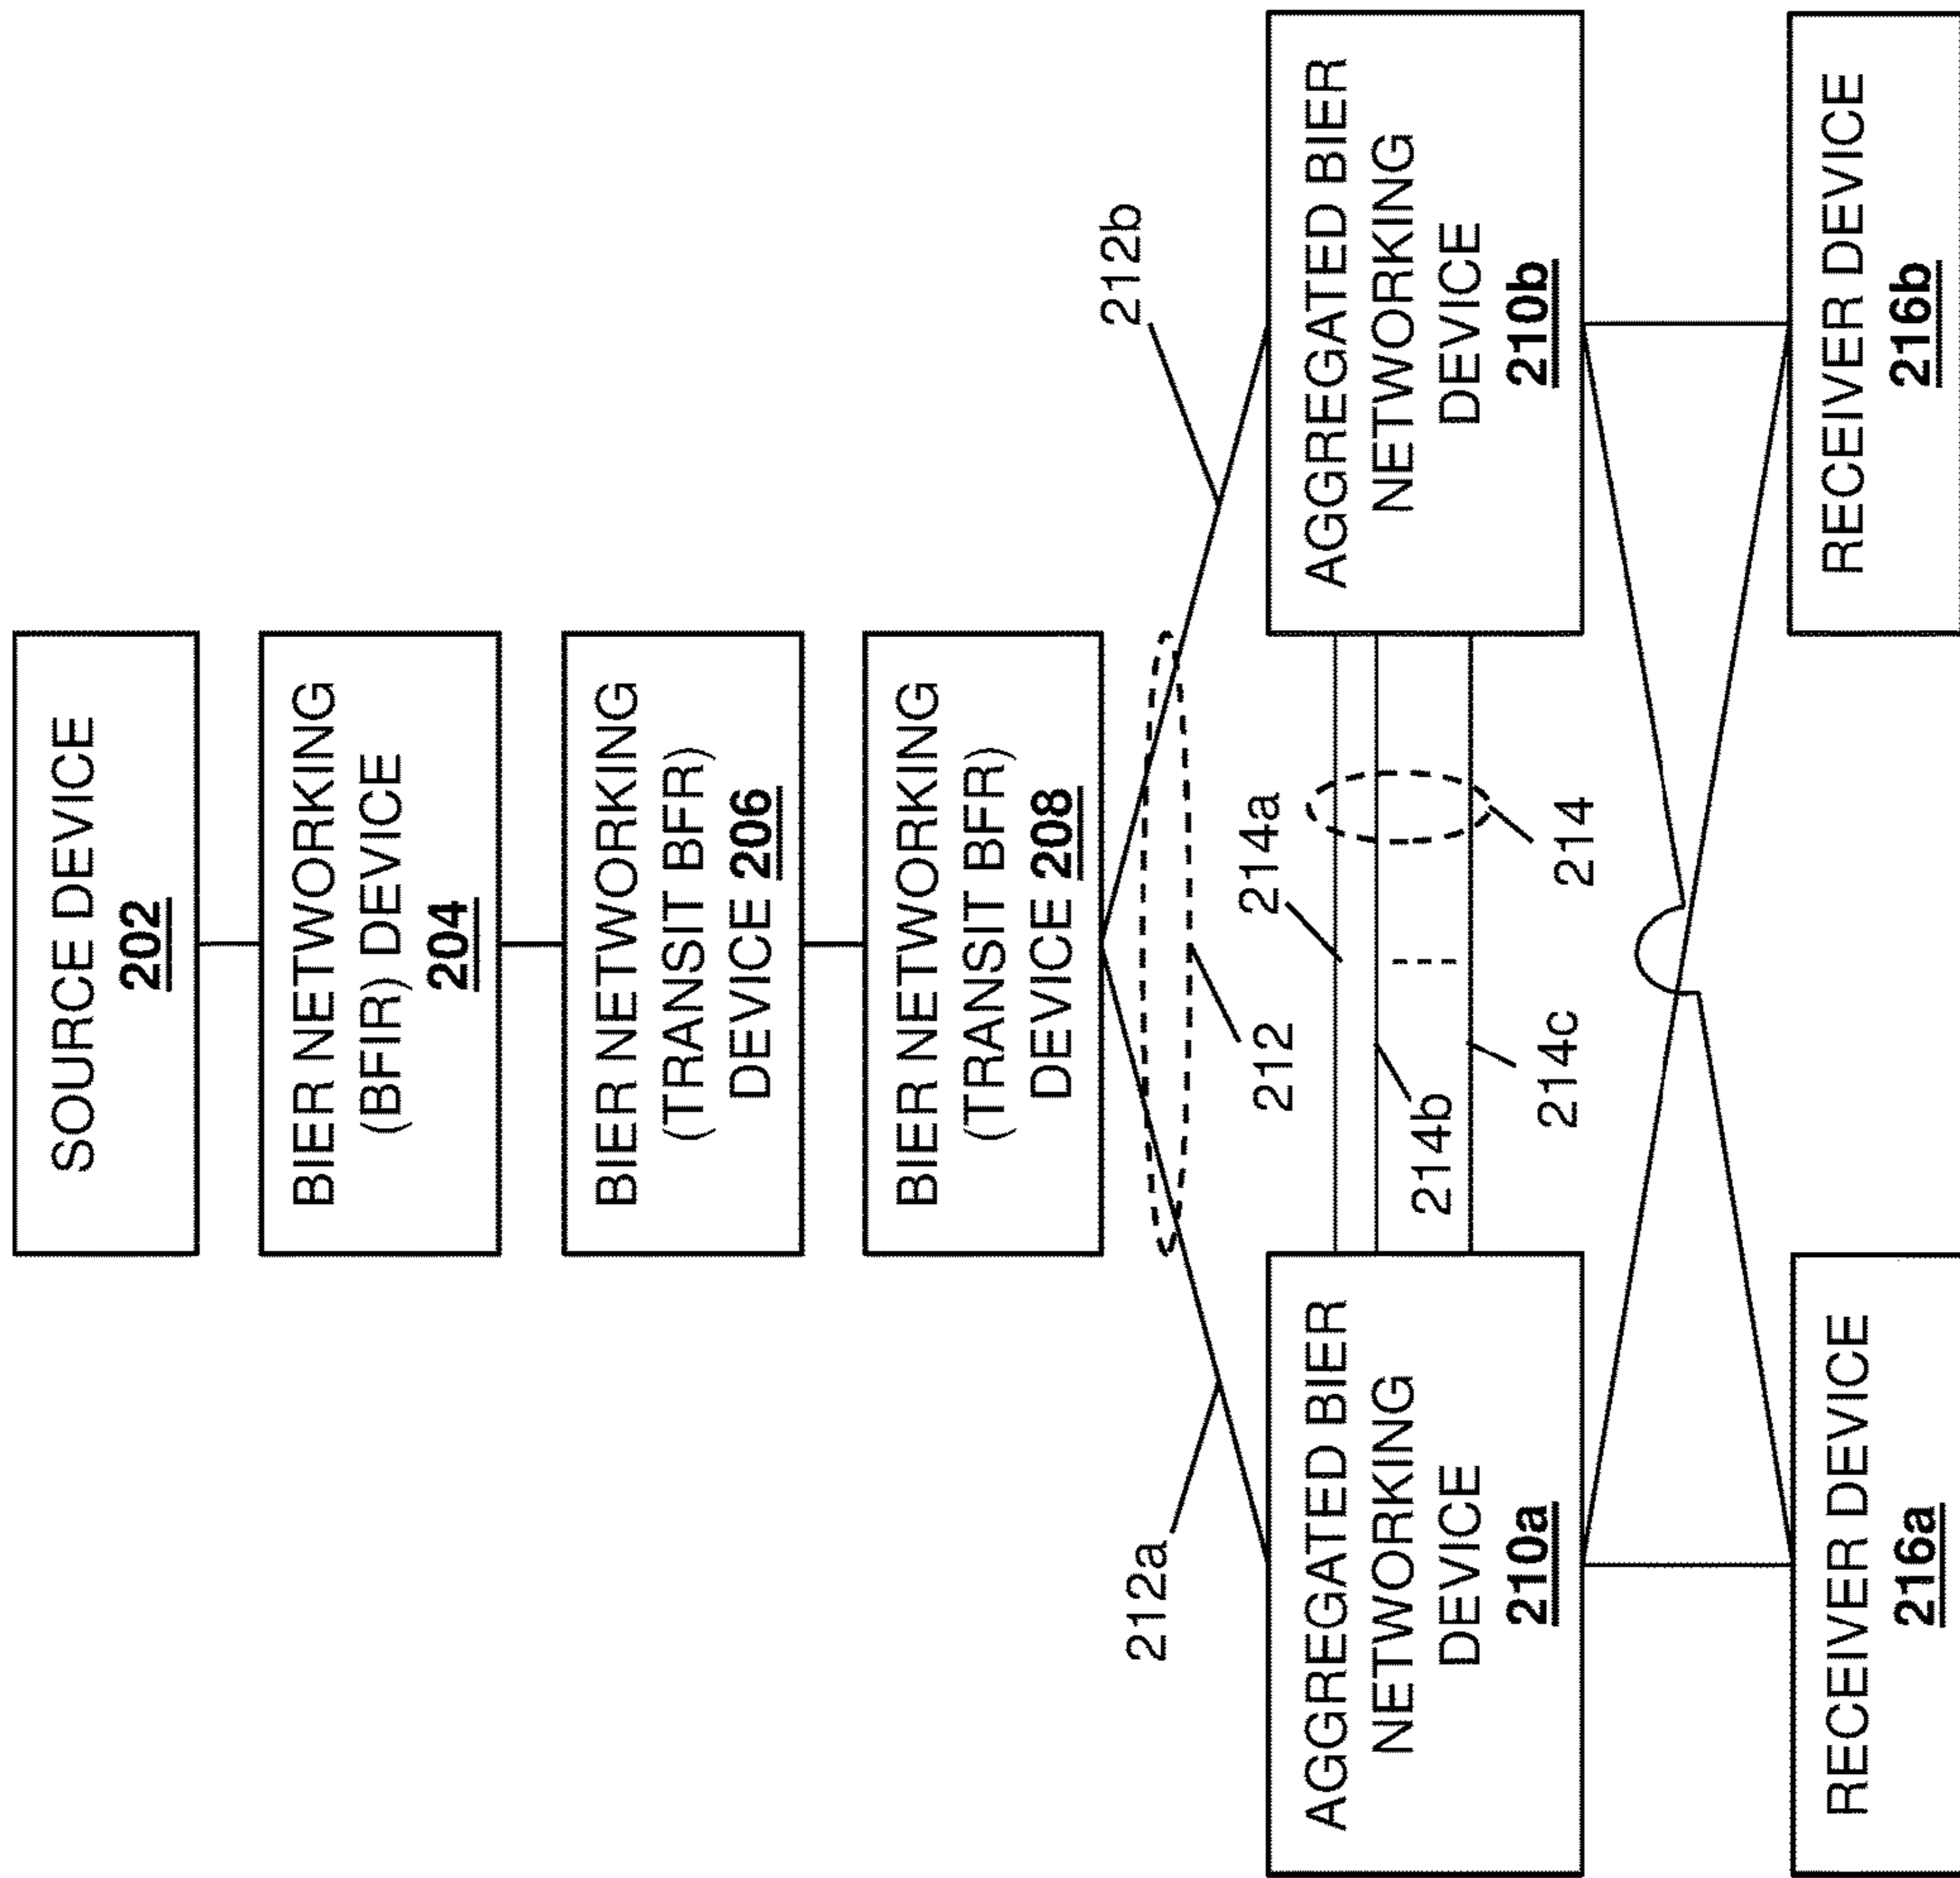 SOURCE DEVICE
202
BIER NETWORKING
(BFIR) DEVICE
204
BIER NETWORKING
(TRANSIT BFR)
DEVICE 206
BIER NETWORKING
(TRANSIT BFR)
DEVICE 208
212a
212b
212
AGGREGATED BIER
NETWORKING
DEVICE
210a
214a
214b
214c
214
AGGREGATED BIER
NETWORKING
DEVICE
210b
RECEIVER DEVICE
216a
RECEIVER DEVICE
216b